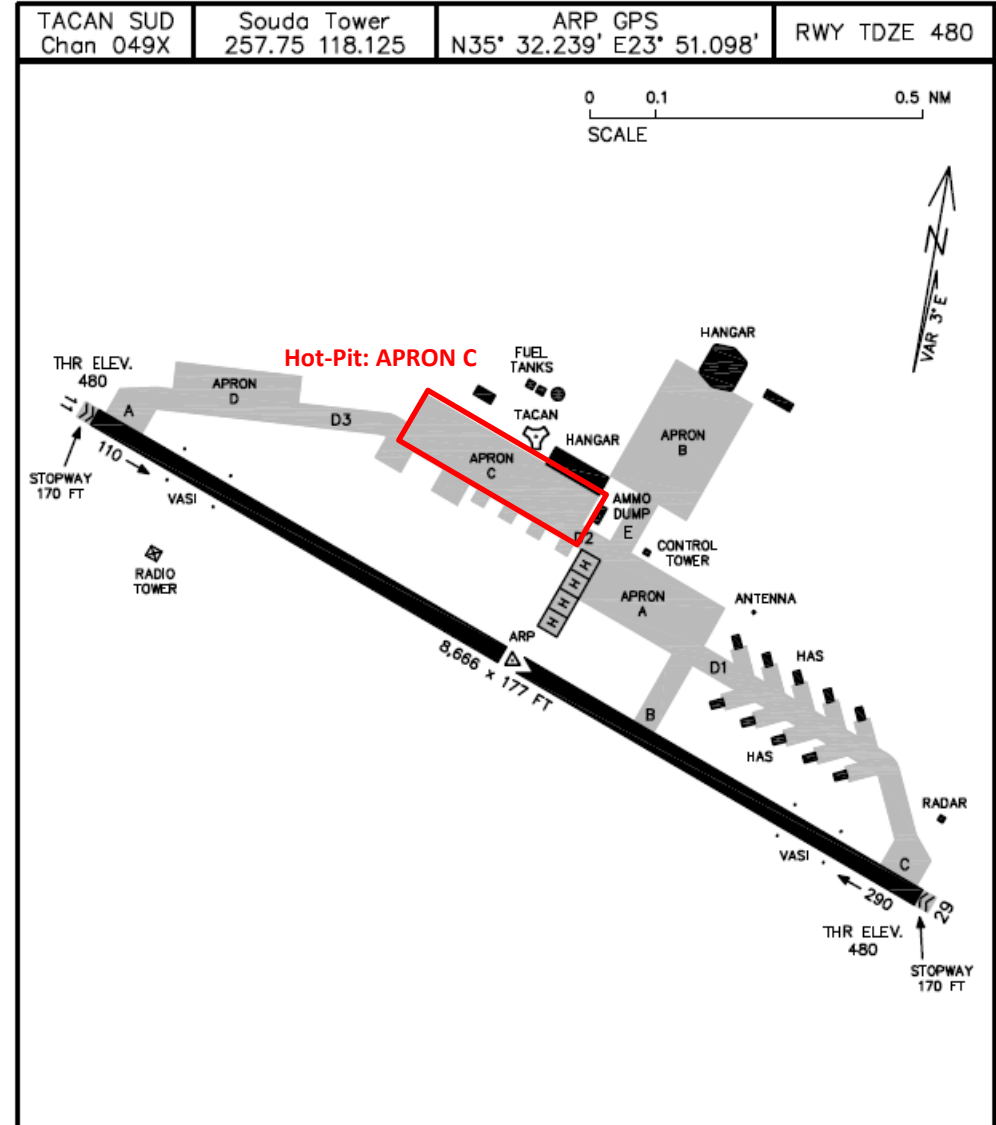 TACAN SUD
Chan 049X
Souda Tower
257.75 118.125
ARP GPS
N35° 32.239' E23° 51.098'
RWY TDZE 480
0 0.1 0.5 NM
SCALE
N
VAR 3°E
HANGAR
Hot-Pit: APRON C
FUEL
TANKS
THR ELEV.
480
APRON
D
11
A
D3
TACAN
HANGAR
APRON
B
APRON
C
110
STOPWAY
170 FT
VASI
AMMO
DUMP
D2
E
CONTROL
TOWER
RADIO
TOWER
H
H
H
H
APRON
A
ANTENNA
ARP
8,666 x 177 FT
D1
HAS
B
HAS
RADAR
VASI
C
290
29
THR ELEV.
480
STOPWAY
170 FT